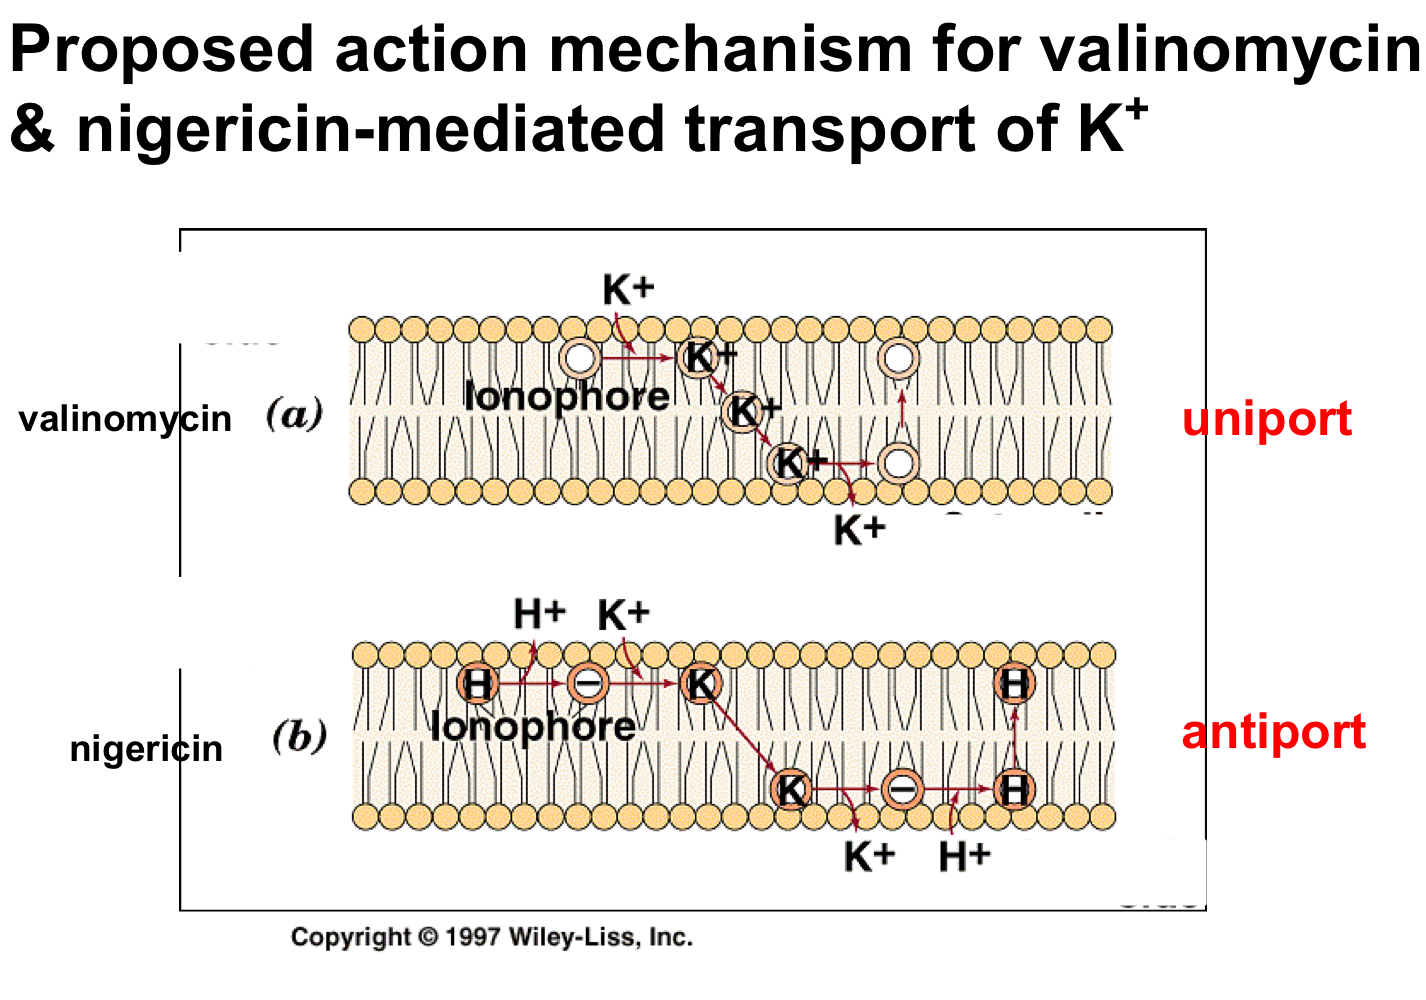 Proposed action mechanism for valinomycin
& nigericin-mediated transport of K⁺
K+
K+
Ionophore
K+
valinomycin (a)
uniport
K+
K+
H+ K+
H − K H
Ionophore
nigericin (b)
antiport
K − H
K+ H+
Copyright © 1997 Wiley-Liss, Inc.